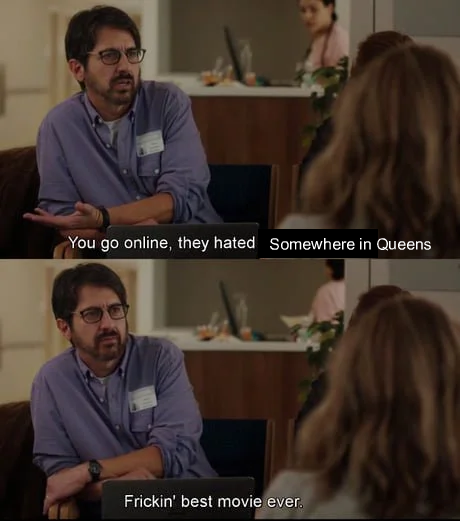 You go online, they hated Somewhere in Queens
Frickin' best movie ever.